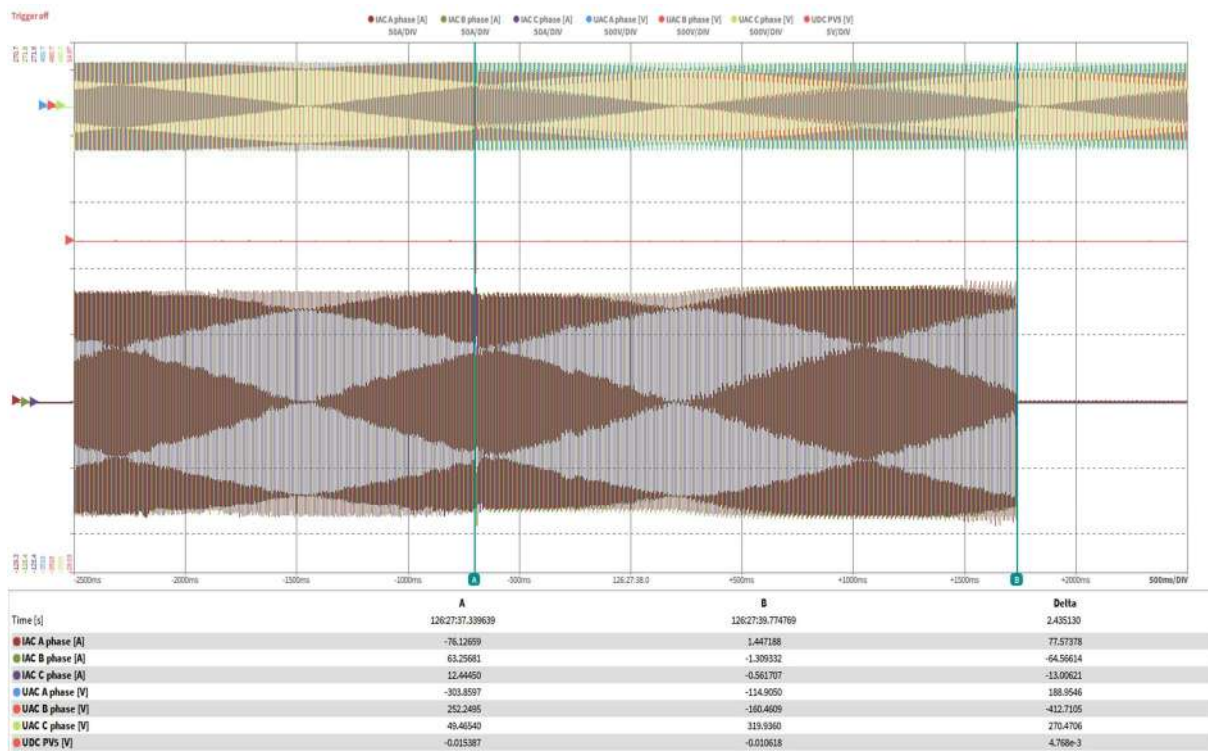 Trigger off
IAC A phase [A] IAC B phase [A] IAC C phase [A] UAC A phase [V] UAC B phase [V] UAC C phase [V] UDC PV5 [V]
50A/DIV 50A/DIV 50A/DIV 500V/DIV 500V/DIV 500V/DIV 5V/DIV
-2500ms -2000ms -1500ms -1000ms A -500ms 126:27:38.0 +500ms +1000ms +1500ms B +2000ms 500ms/DIV
A B Delta
Time [s] 126:27:37.339639 126:27:39.774769 2.435130
IAC A phase [A] -76.12659 1.447188 77.57378
IAC B phase [A] 63.25681 -1.309332 -64.56614
IAC C phase [A] 12.44450 -0.561707 -13.00621
UAC A phase [V] -303.8597 -114.9050 188.9546
UAC B phase [V] 252.2495 -160.4609 -412.7105
UAC C phase [V] 49.46540 319.9360 270.4706
UDC PV5 [V] -0.015387 -0.010618 4.768e-3